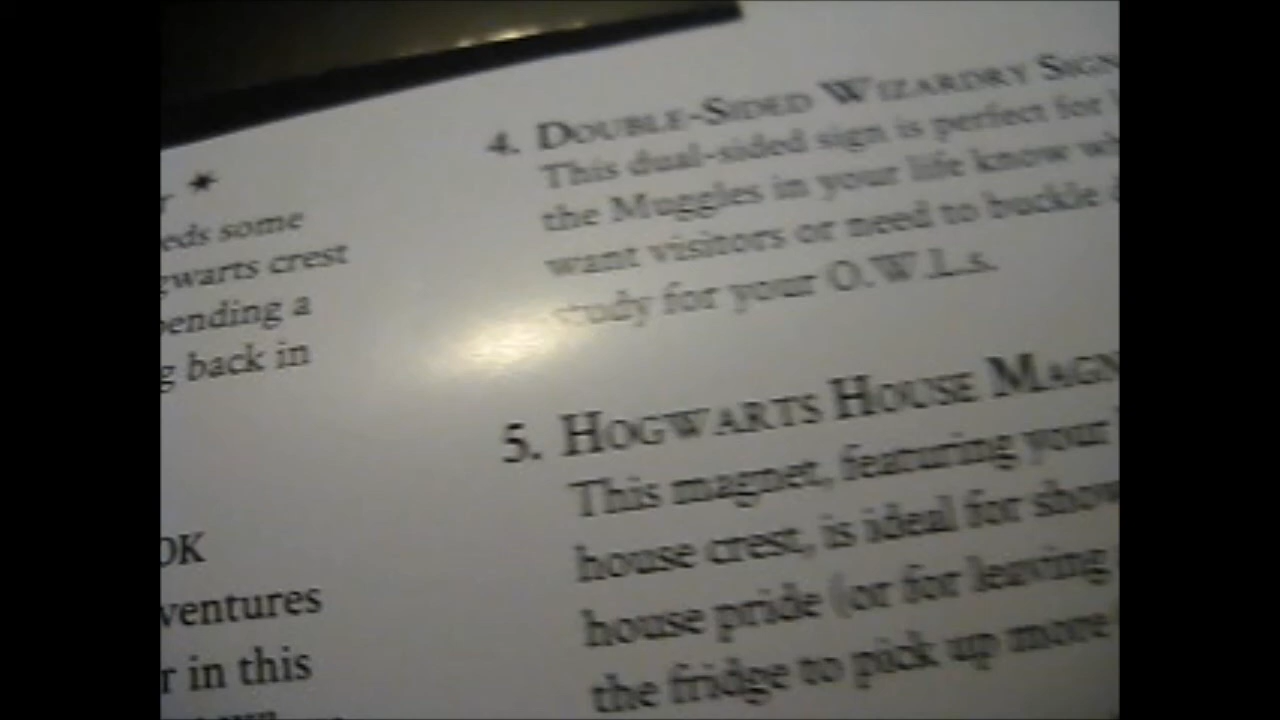 *
eds some
gwarts crest
pending a
g back in
OK
ventures
r in this
4. DOUBLE-SIDED WIZARDRY SIGN
This dual-sided sign is perfect for
the Muggles in your life know
want visitors or need to buckle
study for your O.W.L.s.
5. HOGWARTS HOUSE MAGN
This magnet, featuring your
house crest, is ideal for show
house pride (or for leaving
the fridge to pick up more